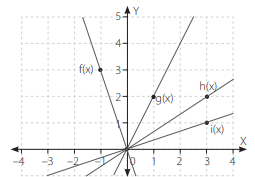 5 Y
4
f(x) 3
h(x)
2 g(x)
1 i(x)
X
-4 -3 -2 -1 0 1 2 3 4